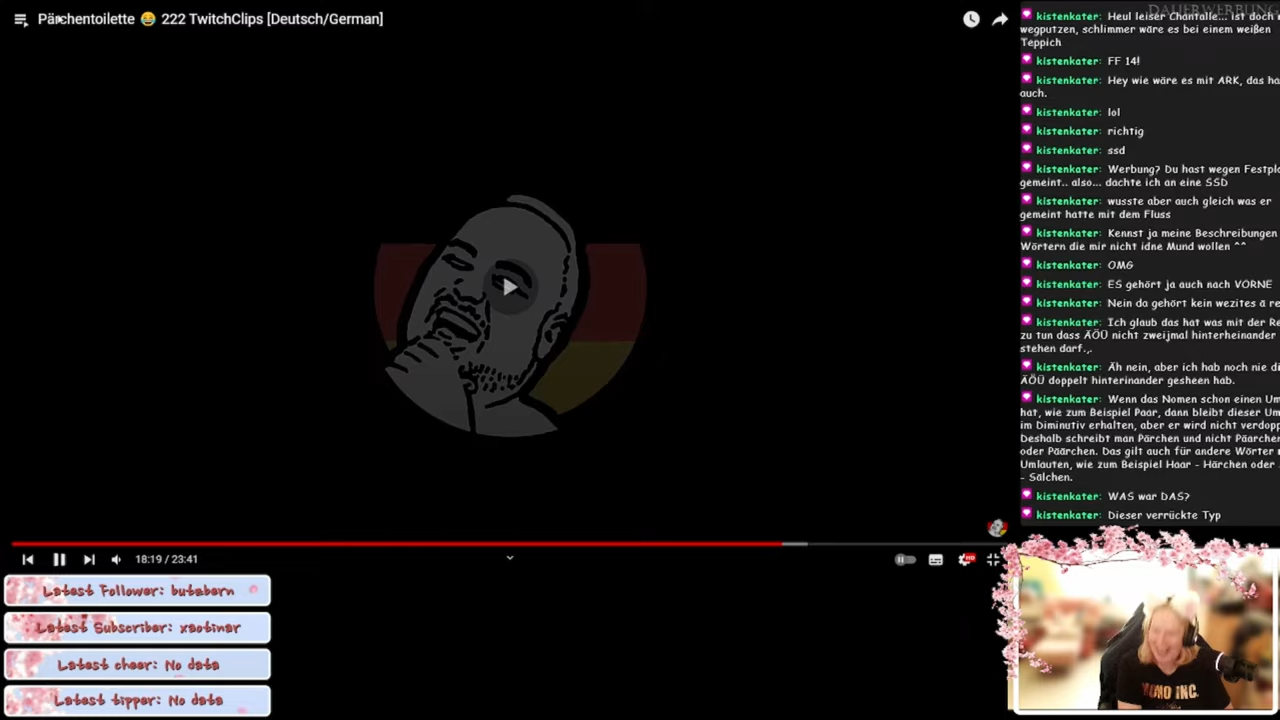 Pärchentoilette 😂 222 TwitchClips [Deutsch/German]
DAUERWERBUNG
kistenkater: Heul leiser Chantalle... ist doch
wegputzen, schlimmer wäre es bei einem weißen
Teppich
kistenkater: FF 14!
kistenkater: Hey wie wäre es mit ARK, das ha
auch.
kistenkater: lol
kistenkater: richtig
kistenkater: ssd
kistenkater: Werbung? Du hast wegen Festpl
gemeint.. also... dachte ich an eine SSD
kistenkater: wusste aber auch gleich was er
gemeint hatte mit dem Fluss
kistenkater: Kennst ja meine Beschreibungen
Wörtern die mir nicht idne Mund wollen ^^
kistenkater: OMG
kistenkater: ES gehört ja auch nach VORNE
kistenkater: Nein da gehört kein wezites ä re
kistenkater: Ich glaub das hat was mit der Re
zu tun dass ÄÖÜ nicht zweijmal hinterheinander
stehen darf.,.
kistenkater: Äh nein, aber ich hab noch nie di
ÄÖÜ doppelt hinterinander gesheen hab.
kistenkater: Wenn das Nomen schon einen Um
hat, wie zum Beispiel Paar, dann bleibt dieser Um
im Diminutiv erhalten, aber er wird nicht verdopp
Deshalb schreibt man Pärchen und nicht Päarche
oder Päärchen. Das gilt auch für andere Wörter
Umlauten, wie zum Beispiel Haar - Härchen oder
- Sälchen.
kistenkater: WAS war DAS?
kistenkater: Dieser verrückte Typ
18:19 / 23:41
HD
Latest Follower: butzbern
Latest Subscriber: xaotinar
Latest cheer: No data
Latest tipper: No data
INC.